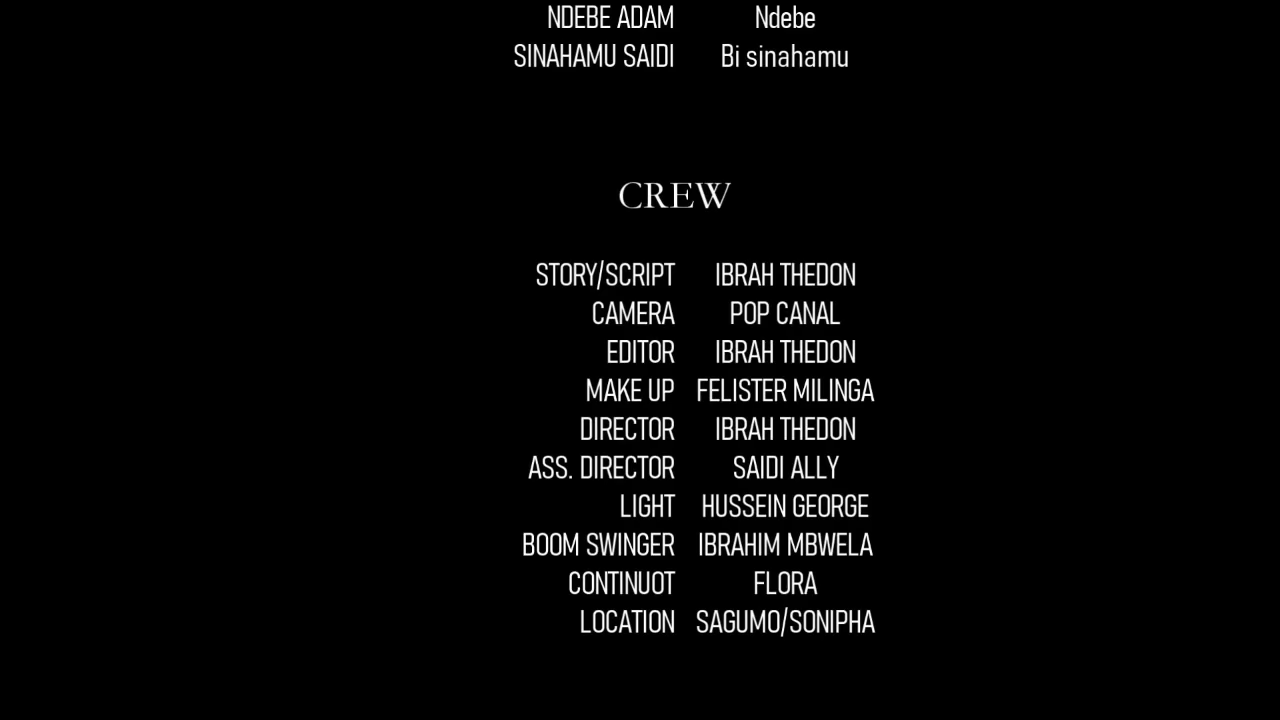 NDEBE ADAM Ndebe
SINAHAMU SAIDI Bi sinahamu
CREW
STORY/SCRIPT IBRAH THEDON
CAMERA POP CANAL
EDITOR IBRAH THEDON
MAKE UP FELISTER MILINGA
DIRECTOR IBRAH THEDON
ASS. DIRECTOR SAIDI ALLY
LIGHT HUSSEIN GEORGE
BOOM SWINGER IBRAHIM MBWELA
CONTINUOT FLORA
LOCATION SAGUMO/SONIPHA